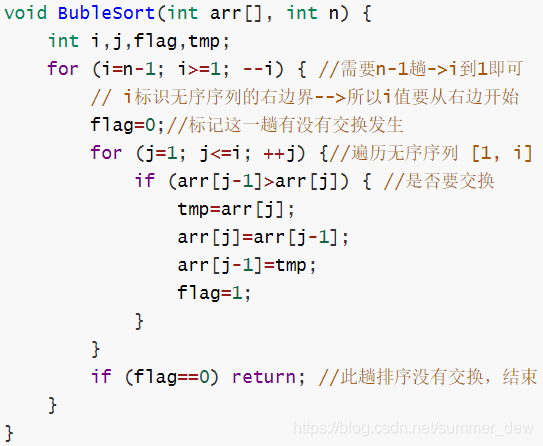 void BubleSort(int arr[], int n) {
    int i,j,flag,tmp;
    for (i=n-1; i>=1; --i) { //需要n-1趟->i到1即可
        // i标识无序序列的右边界-->所以i值要从右边开始
        flag=0;//标记这一趟有没有交换发生
        for (j=1; j<=i; ++j) {//遍历无序序列 [1, i]
            if (arr[j-1]>arr[j]) { //是否要交换
                tmp=arr[j];
                arr[j]=arr[j-1];
                arr[j-1]=tmp;
                flag=1;
            }
        }
        if (flag==0) return; //此趟排序没有交换，结束
    }
}
https://blog.csdn.net/summer_dew